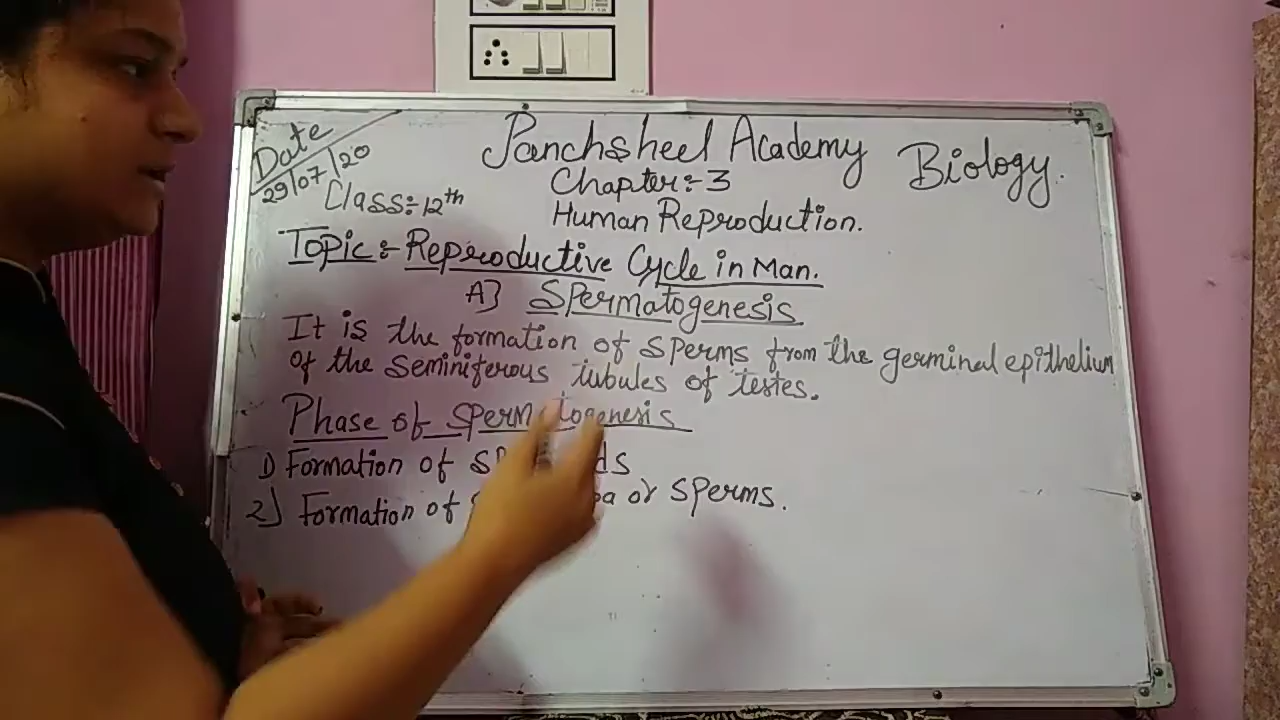 Date
29/07/20
Panchsheel Academy Biology.
Chapter:-3
Class:-12th
Human Reproduction.
Topic:- Reproductive Cycle in Man.
A] Spermatogenesis
It is the formation of sperms from the germinal epithelium
of the seminiferous tubules of testes.
Phase of spermatogenesis
1) Formation of
2) Formation of or sperms.